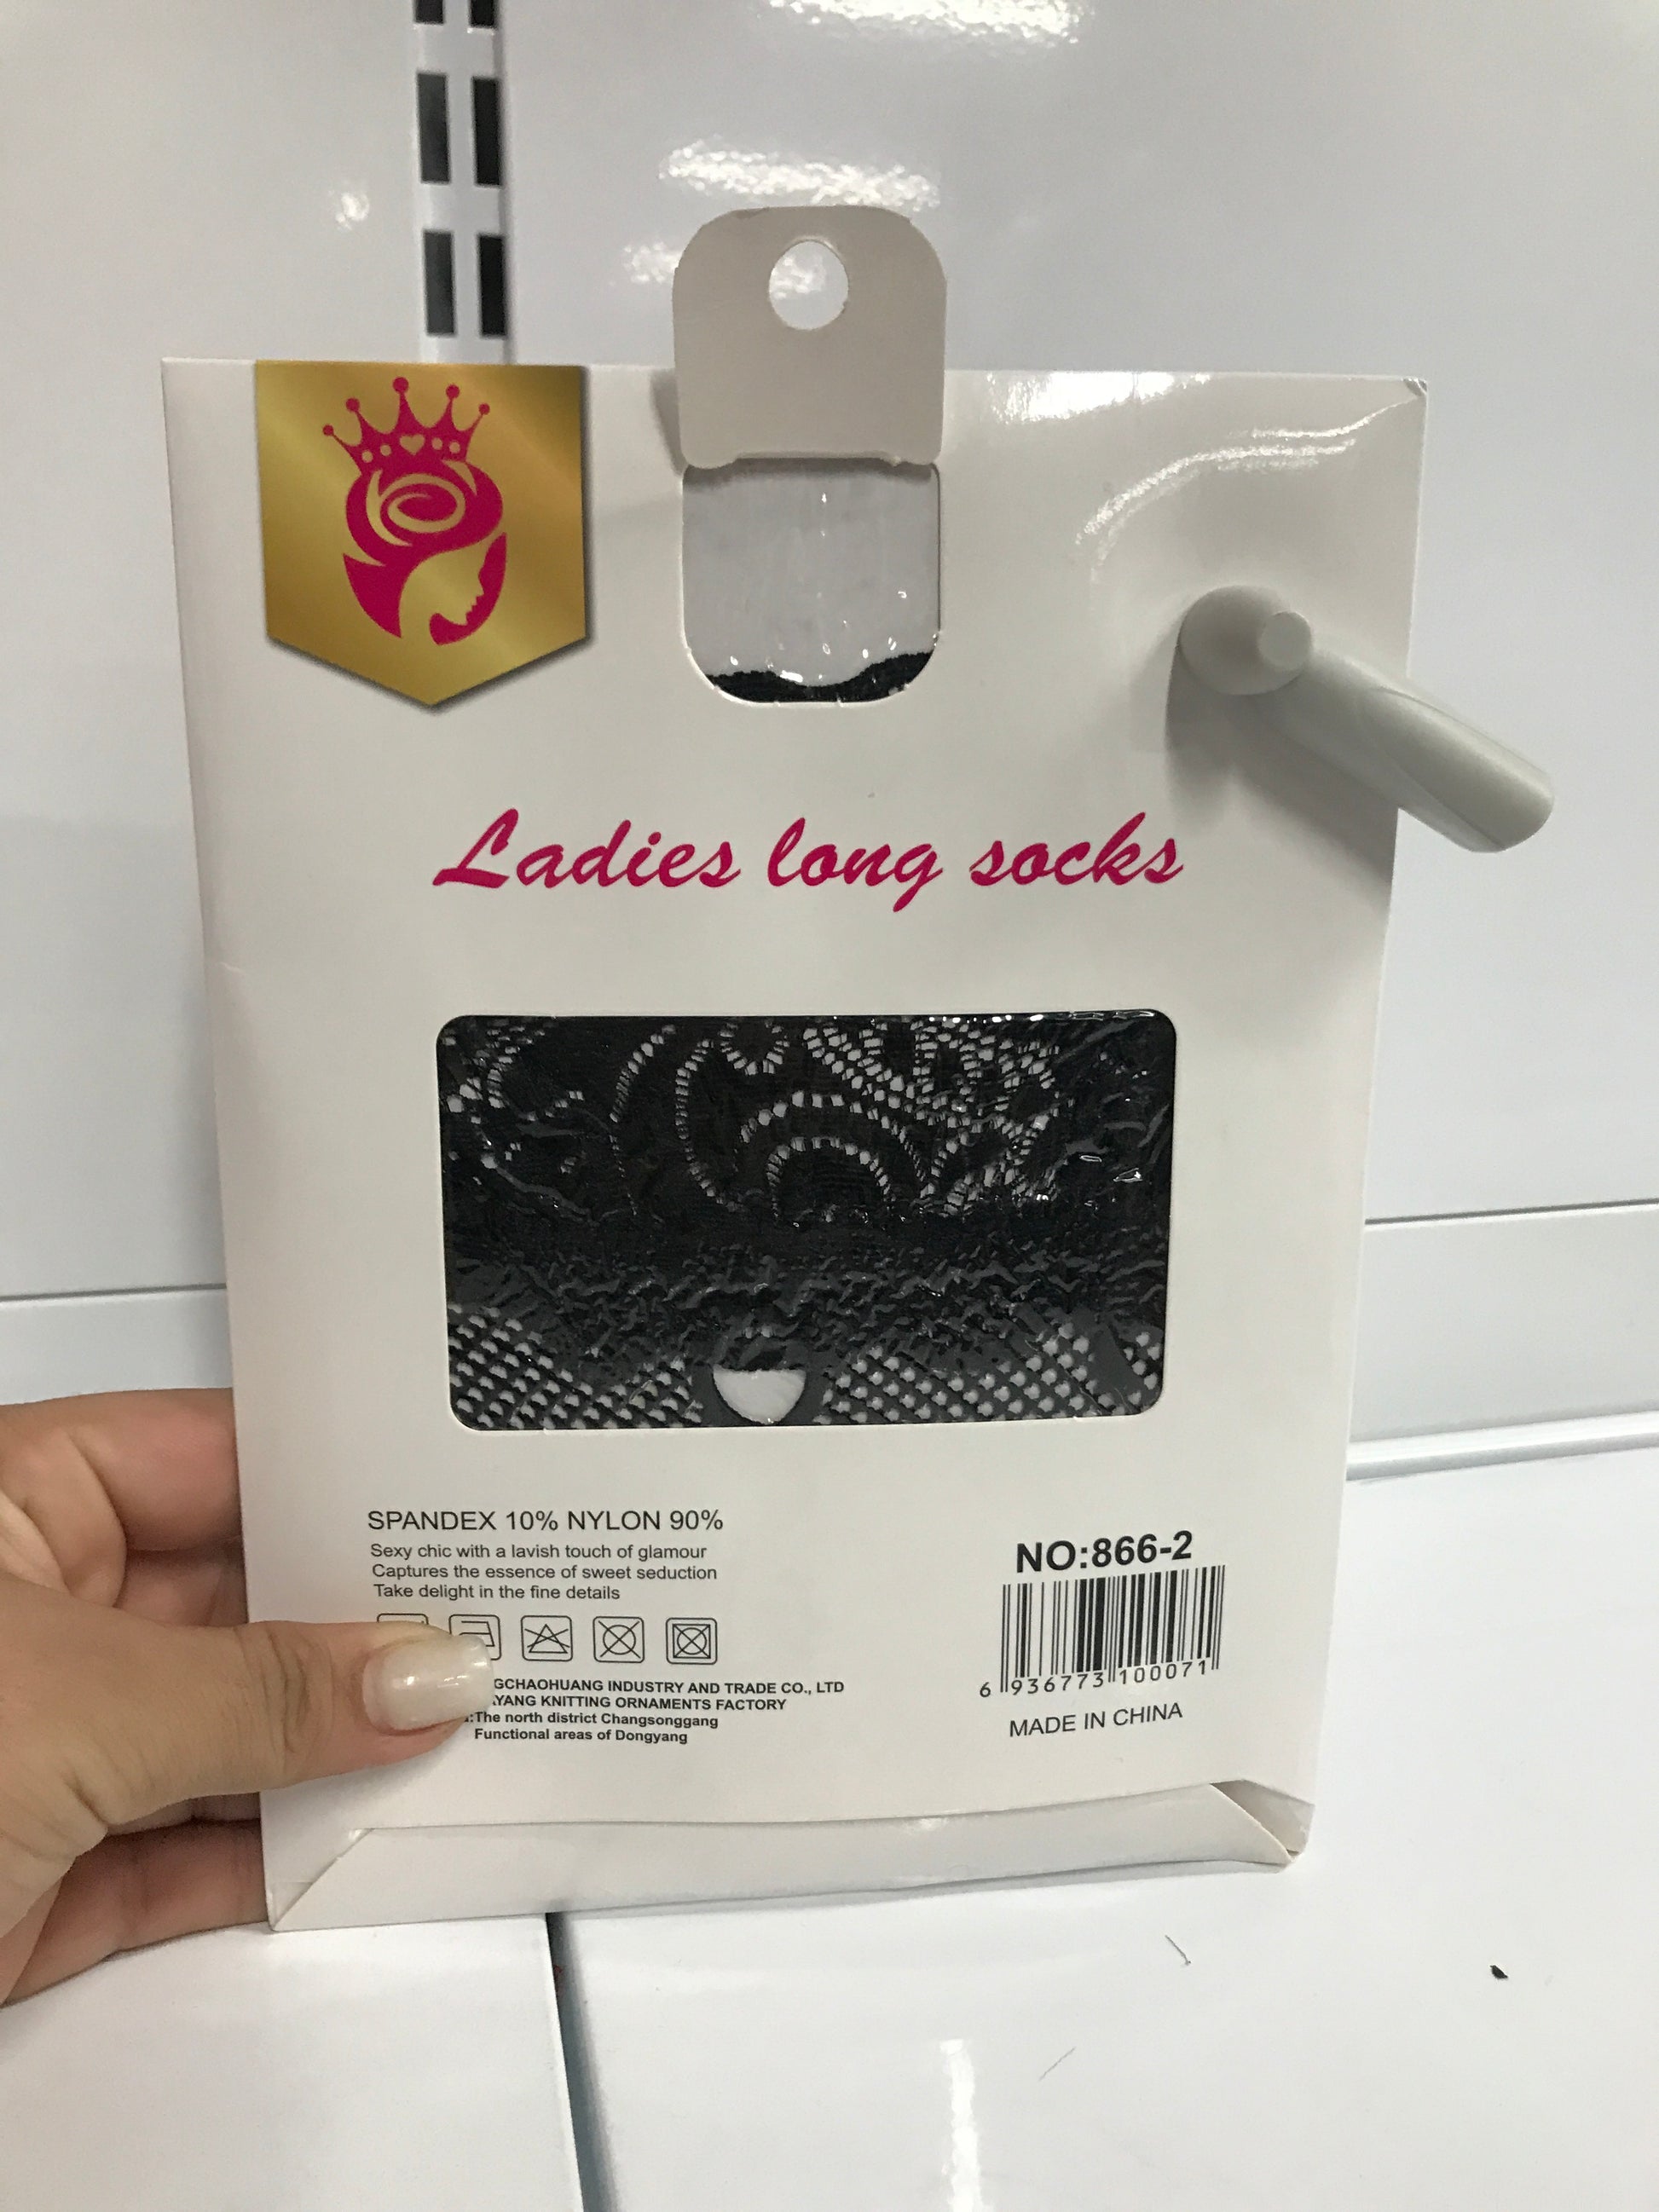 Ladies long socks
SPANDEX 10% NYLON 90%
Sexy chic with a lavish touch of glamour
Captures the essence of sweet seduction
Take delight in the fine details
INDUSTRY AND TRADE CO., LTD
KNITTING ORNAMENTS FACTORY
The north district Changsonggang
Functional areas of Dongyang
NO:866-2
6 936773 100071
MADE IN CHINA